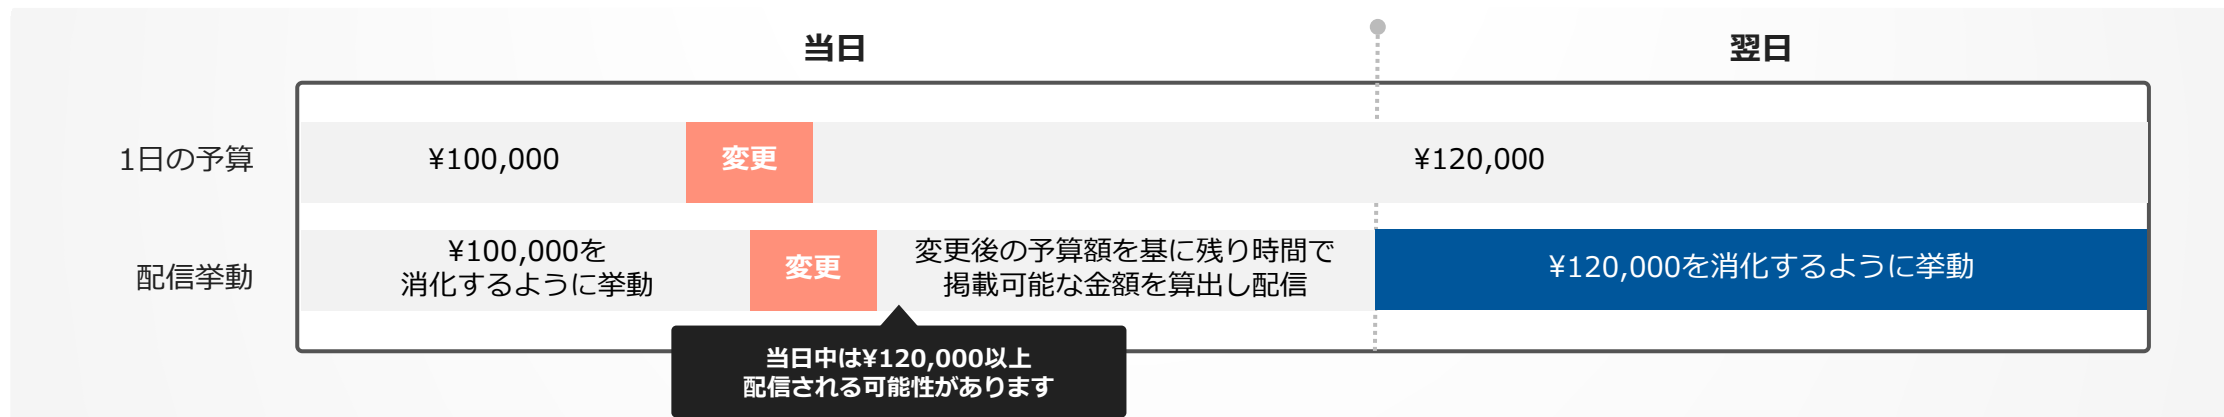 当日
翌日
1日の予算
¥100,000
変更
¥120,000
配信挙動
¥100,000を
消化するように挙動
変更
変更後の予算額を基に残り時間で
掲載可能な金額を算出し配信
¥120,000を消化するように挙動
当日中は¥120,000以上
配信される可能性があります